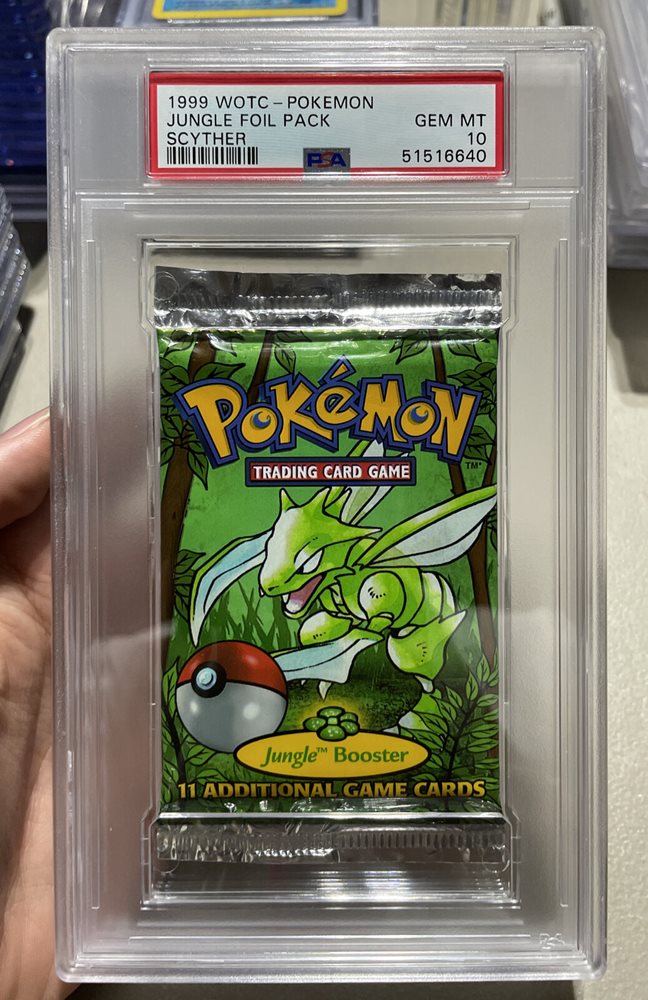 1999 WOTC – POKEMON
JUNGLE FOIL PACK GEM MT
SCYTHER 10
PSA 51516640
POKéMON
TM
TRADING CARD GAME
Jungle™ Booster
11 ADDITIONAL GAME CARDS